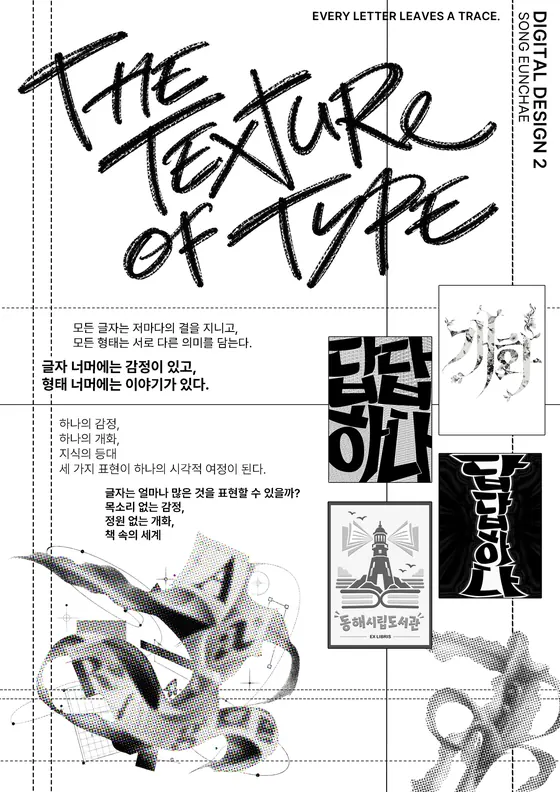 EVERY LETTER LEAVES A TRACE.
DIGITAL DESIGN 2
SONG EUNCHAE
THE
TEXTURE
OF TYPE
모든 글자는 저마다의 결을 지니고,
모든 형태는 서로 다른 의미를 담는다.
글자 너머에는 감정이 있고,
형태 너머에는 이야기가 있다.
하나의 감정,
하나의 개화,
지식의 등대
세 가지 표현이 하나의 시각적 여정이 된다.
글자는 얼마나 많은 것을 표현할 수 있을까?
목소리 없는 감정,
정원 없는 개화,
책 속의 세계
개화
답답
하다
답
답
하
다
동해시립도서관
EX LIBRIS
A
R